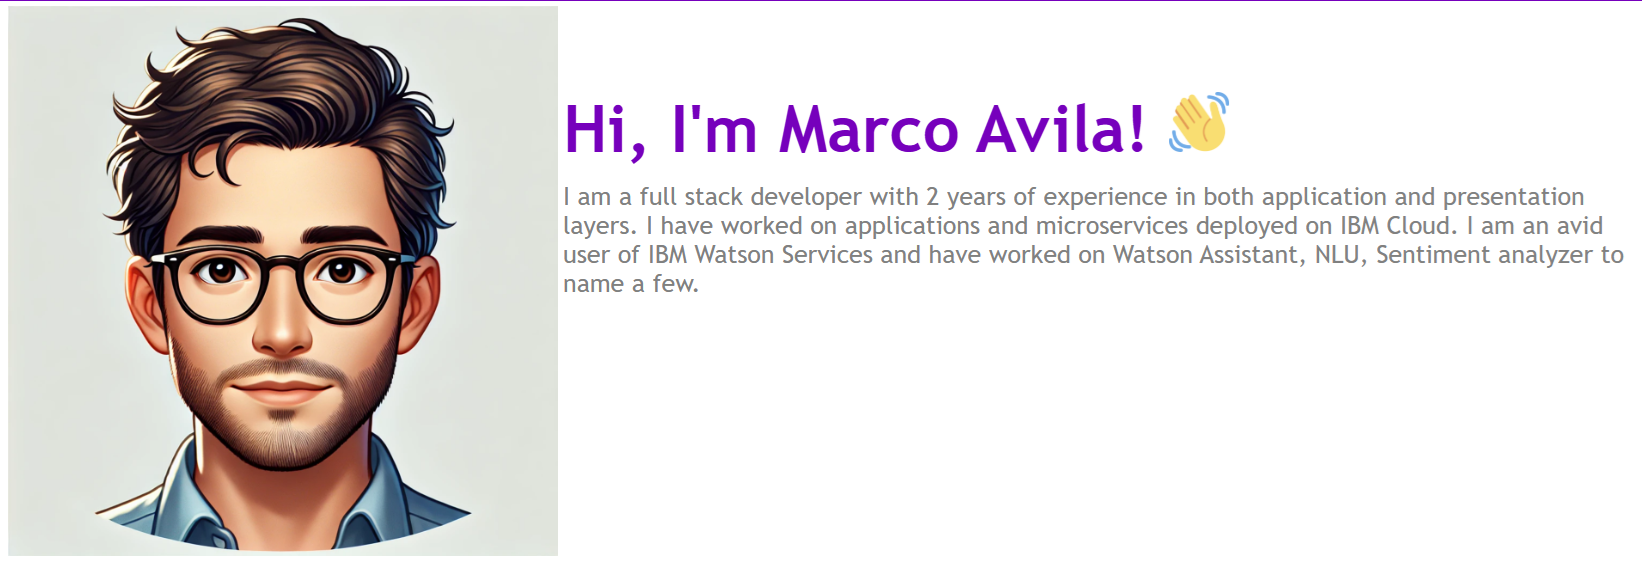 Hi, I'm Marco Avila! 👋
I am a full stack developer with 2 years of experience in both application and presentation
layers. I have worked on applications and microservices deployed on IBM Cloud. I am an avid
user of IBM Watson Services and have worked on Watson Assistant, NLU, Sentiment analyzer to
name a few.